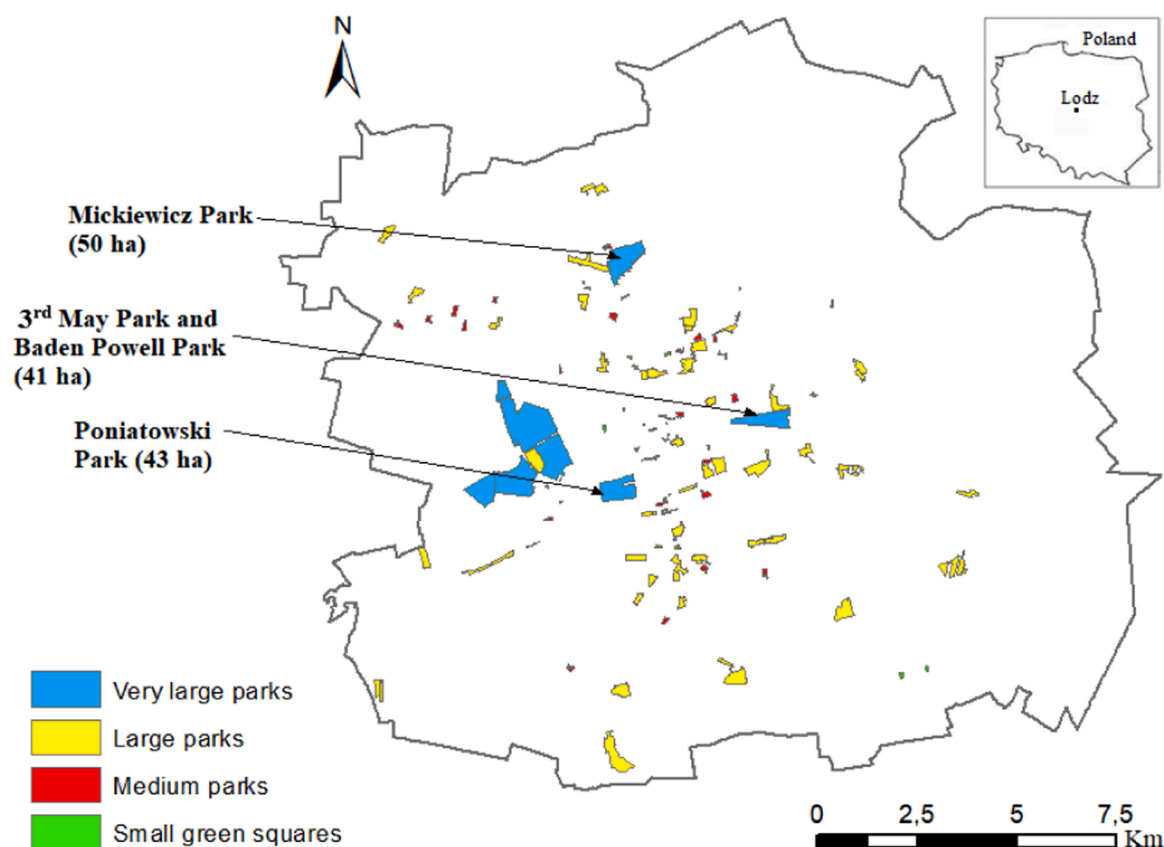 N
Poland
Lodz
Mickiewicz Park
(50 ha)
3rd May Park and
Baden Powell Park
(41 ha)
Poniatowski
Park (43 ha)
Very large parks
Large parks
Medium parks
Small green squares
0 2,5 5 7,5
Km